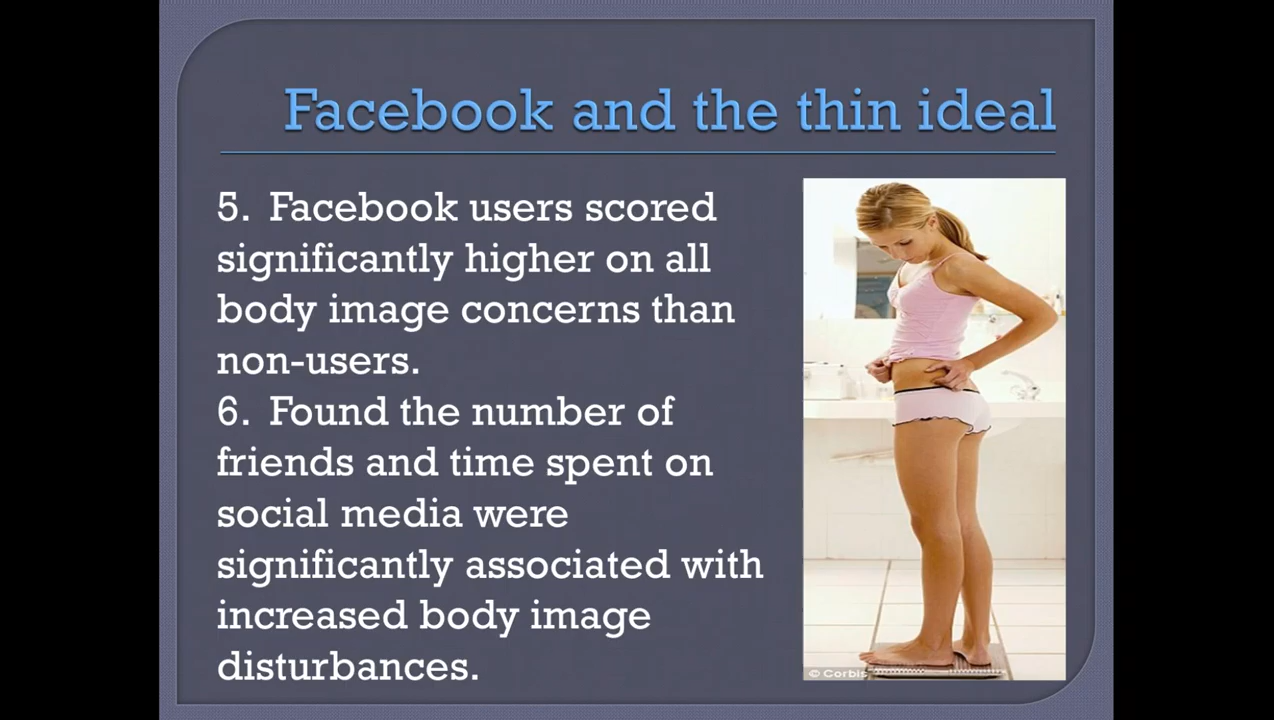 Facebook and the thin ideal
5. Facebook users scored
significantly higher on all
body image concerns than
non-users.
6. Found the number of
friends and time spent on
social media were
significantly associated with
increased body image
disturbances.
© Corbis